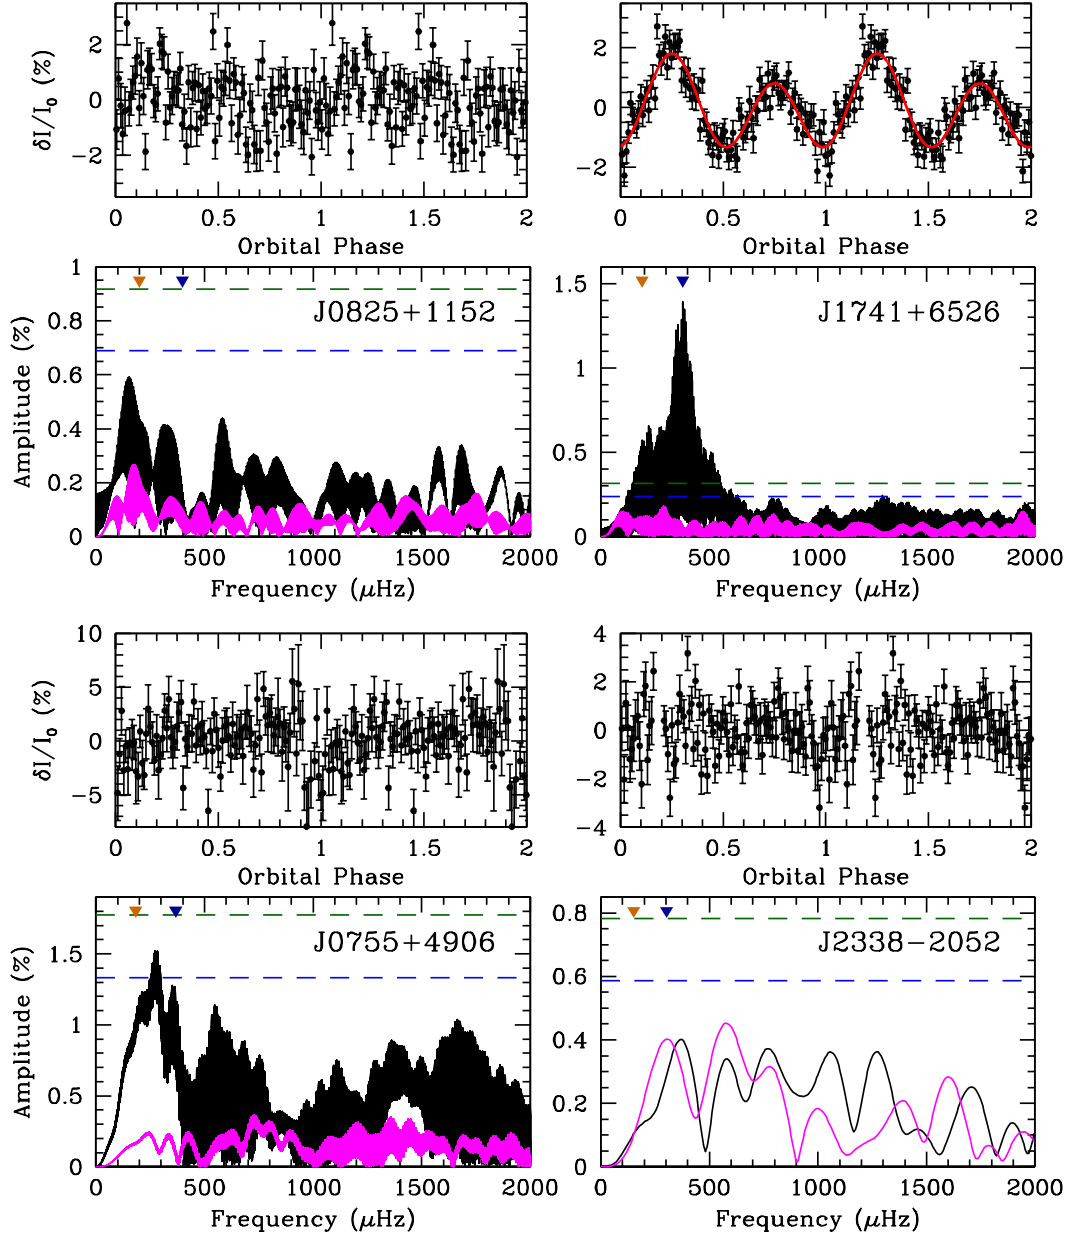 2 2
δI/I₀ (%)
0 0
−2 −2
0 0.5 1 1.5 2 0 0.5 1 1.5 2
Orbital Phase Orbital Phase
1 1.5
J0825+1152 J1741+6526
0.8
1
Amplitude (%)
0.6
0.4 0.5
0.2
0 0
0 500 1000 1500 2000 0 500 1000 1500 2000
Frequency (μHz) Frequency (μHz)
10 4
5 2
δI/I₀ (%)
0 0
−5 −2
−4
0 0.5 1 1.5 2 0 0.5 1 1.5 2
Orbital Phase Orbital Phase
0.8
J0755+4906 J2338−2052
1.5
0.6
Amplitude (%)
1 0.4
0.5 0.2
0 0
0 500 1000 1500 2000 0 500 1000 1500 2000
Frequency (μHz) Frequency (μHz)